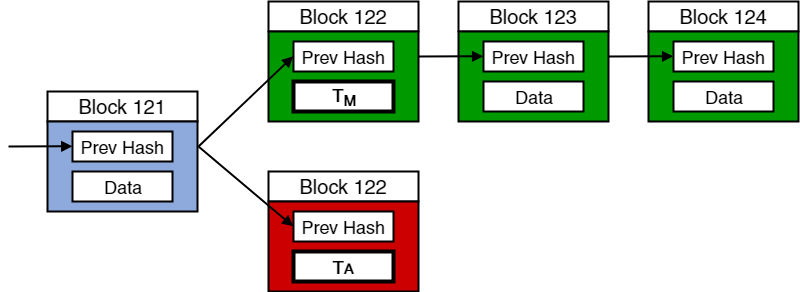 Block 122
Prev Hash
TM
Block 123
Prev Hash
Data
Block 124
Prev Hash
Data
Block 121
Prev Hash
Data
Block 122
Prev Hash
TA